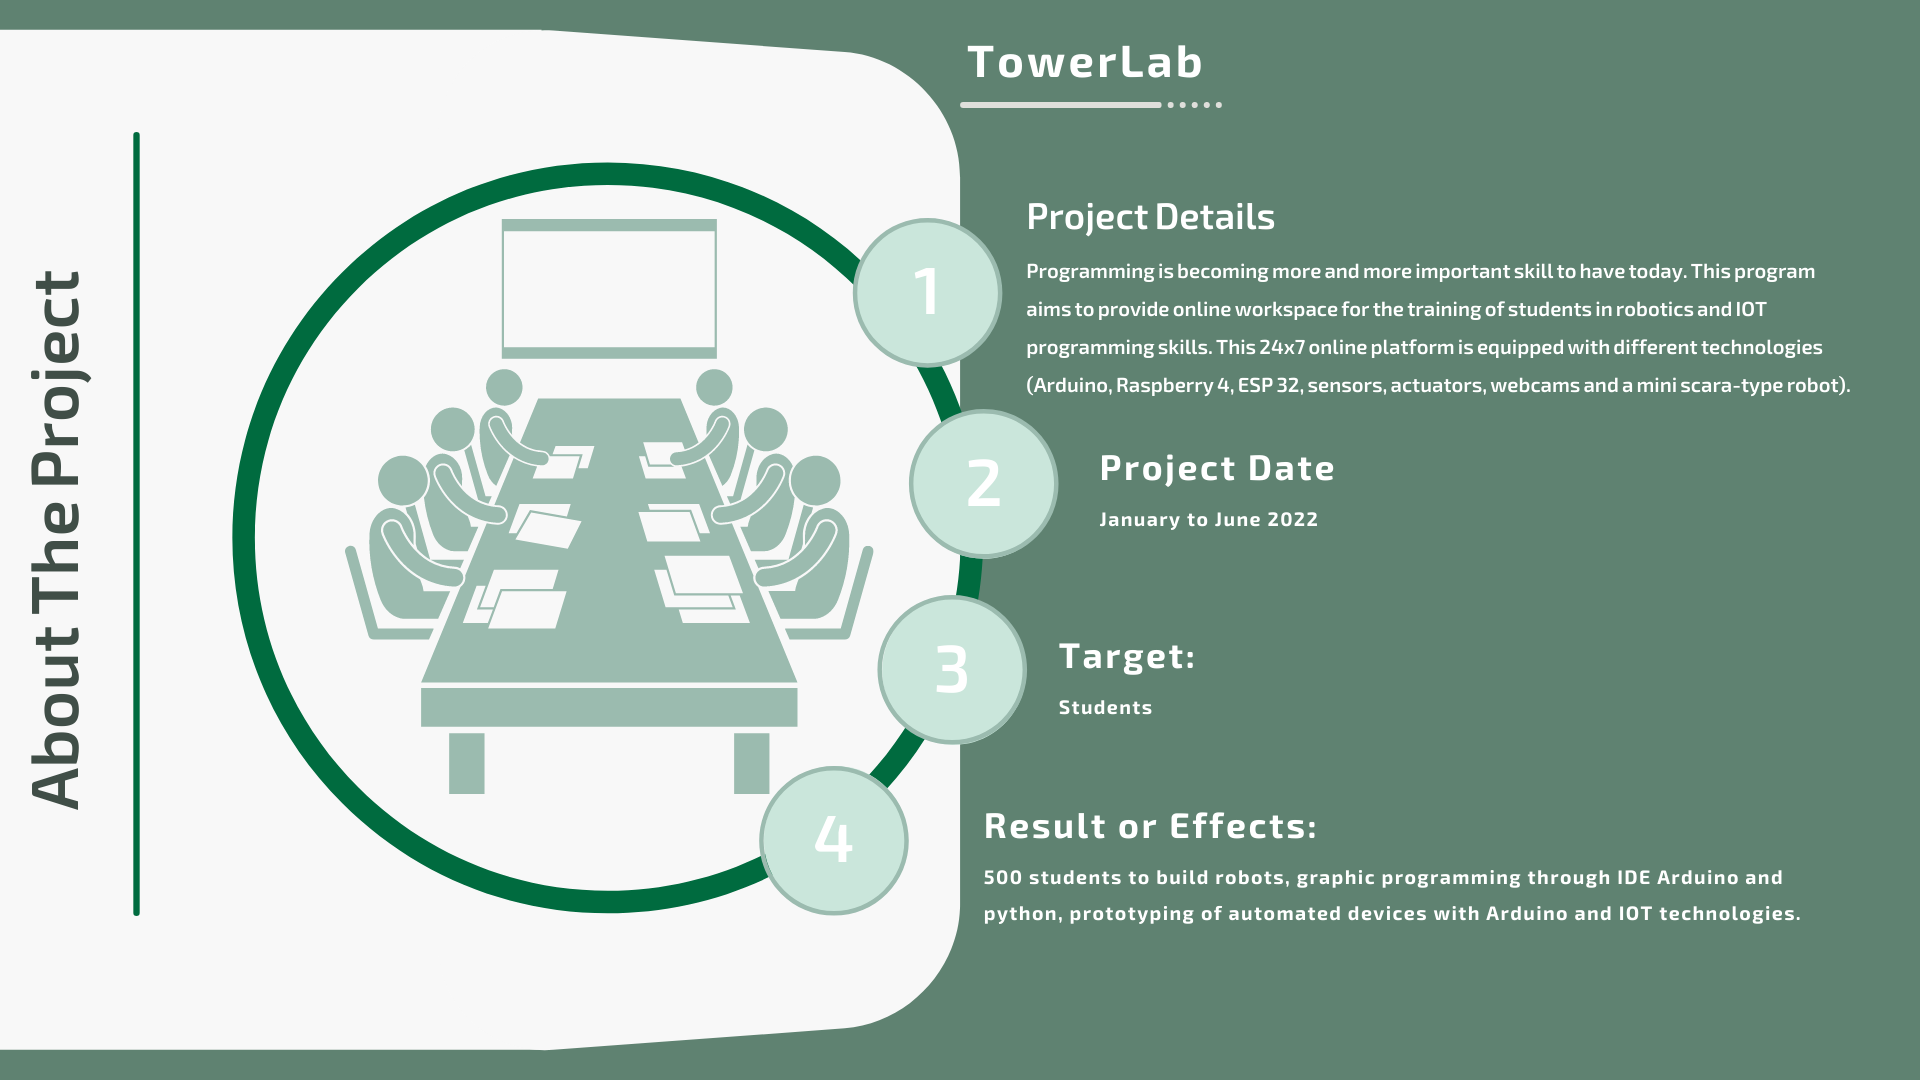 About The Project
TowerLab
1
Project Details
Programming is becoming more and more important skill to have today. This program
aims to provide online workspace for the training of students in robotics and IOT
programming skills. This 24x7 online platform is equipped with different technologies
(Arduino, Raspberry 4, ESP 32, sensors, actuators, webcams and a mini scara-type robot).
2
Project Date
January to June 2022
3
Target:
Students
4
Result or Effects:
500 students to build robots, graphic programming through IDE Arduino and
python, prototyping of automated devices with Arduino and IOT technologies.